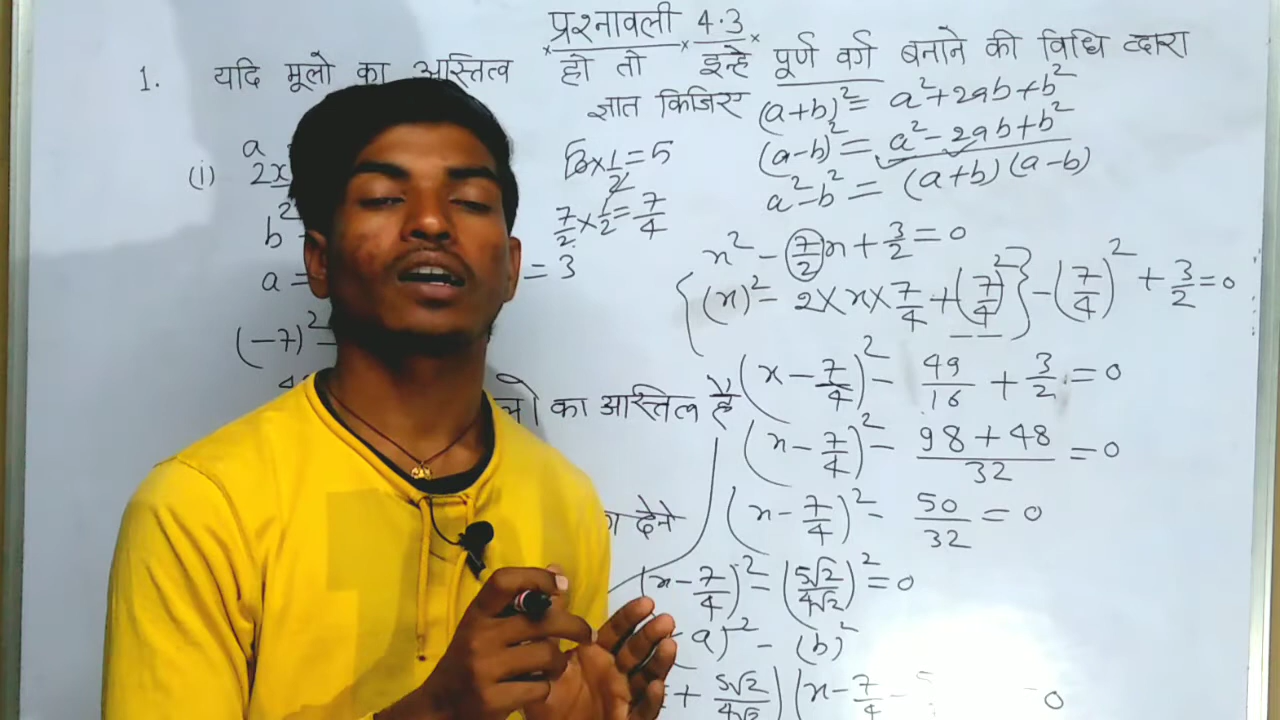 प्रश्नावली 4.3
1. यदि मूलो का अस्तित्व हो तो इन्हे पूर्ण वर्ग बनाने की विधि द्वारा
ज्ञात किजिए
(a+b)² = a²+2ab+b²
(a-b)² = a²-2ab+b²
a²-b² = (a+b)(a-b)
(i) 2x
a
b²
a =
= 3
(-7)²
×1/2=5
7/2×1/2=7/4
का अस्तित्व है
देने
x² - 7/2x + 3/2 = 0
{(x)² - 2×x×7/4+(7/4)²} - (7/4)² + 3/2 = 0
(x - 7/4)² - 49/16 + 3/2 = 0
(x - 7/4)² - 98+48/32 = 0
(x - 7/4)² - 50/32 = 0
(x - 7/4)² = (5√2/4√2)² = 0
(a)² - (b)²
+ 5√2/4√2) (x - 7/4
0